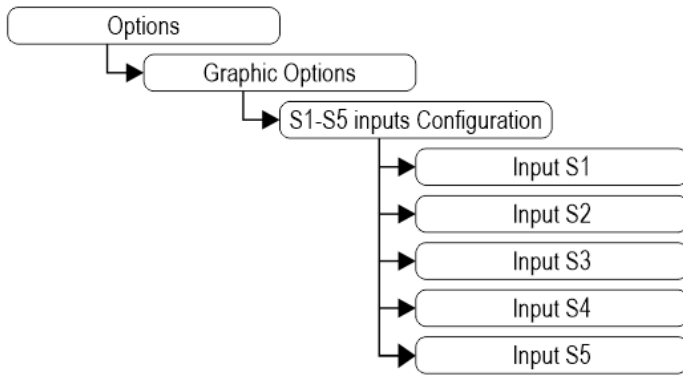 Options
Graphic Options
S1-S5 inputs Configuration
Input S1
Input S2
Input S3
Input S4
Input S5